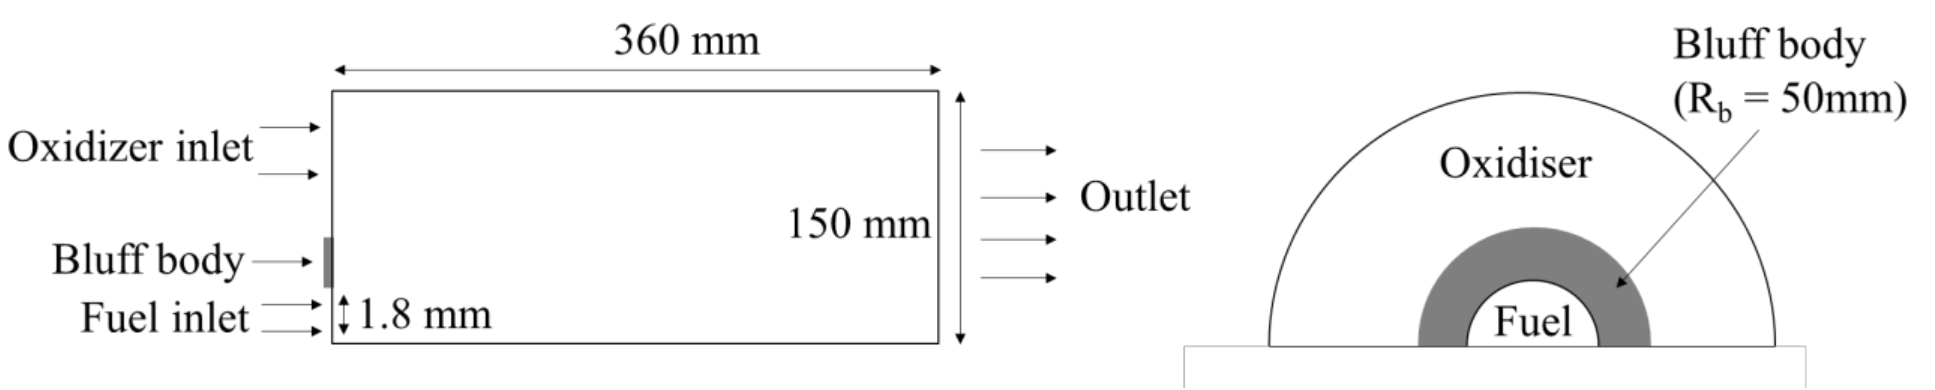 360 mm
Oxidizer inlet
Bluff body
Fuel inlet
1.8 mm
150 mm
Outlet
Bluff body
(Rb = 50mm)
Oxidiser
Fuel